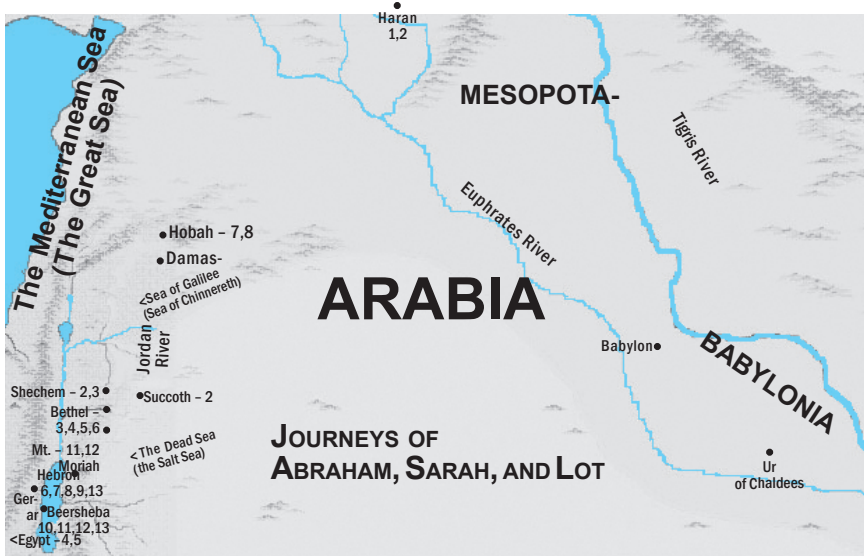 Haran
1,2
The Mediterranean Sea
(The Great Sea)
MESOPOTA-
Tigris River
Euphrates River
Hobah – 7,8
Damas-
<Sea of Galilee
(Sea of Chinnereth)
ARABIA
Jordan
River
Babylon
BABYLONIA
Shechem – 2,3
Succoth – 2
Bethel –
3,4,5,6
<The Dead Sea
(the Salt Sea)
JOURNEYS OF
ABRAHAM, SARAH, AND LOT
Mt. – 11,12
Moriah
Hebron
6,7,8,9,13
Ger-
ar
Beersheba
10,11,12,13
<Egypt – 4,5
Ur
of Chaldees